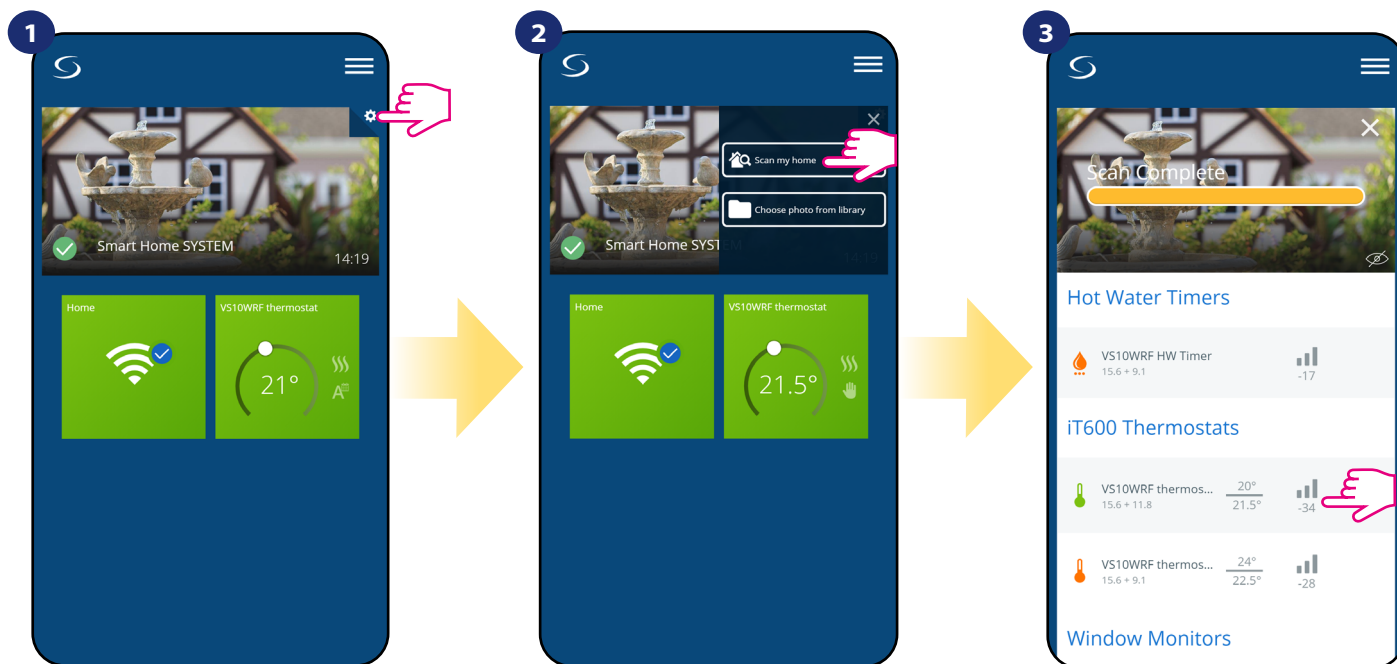 1
Smart Home SYSTEM
14:19
Home
VS10WRF thermostat
21°
A
2
Scan my home
Choose photo from library
Smart Home SYST
14:19
Home
VS10WRF thermostat
21.5°
3
Scan Complete
Hot Water Timers
VS10WRF HW Timer
15.6 + 9.1
-17
iT600 Thermostats
VS10WRF thermos...
20°
15.6 + 11.8
21.5°
-34
VS10WRF thermos...
24°
15.6 + 9.1
22.5°
-28
Window Monitors